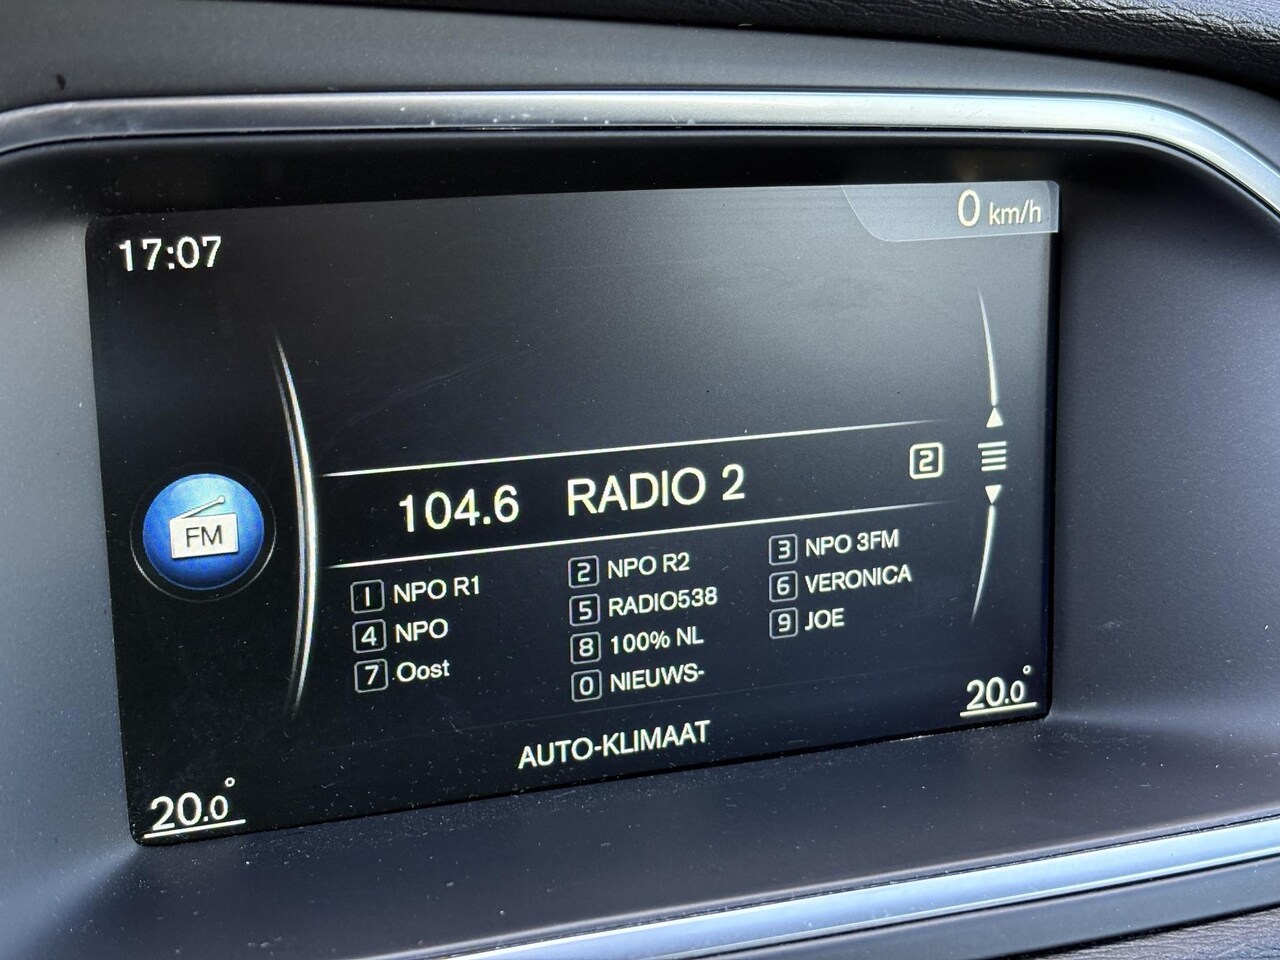 0 km/h
17:07
FM
104.6 RADIO 2 2
1 NPO R1 2 NPO R2 3 NPO 3FM
4 NPO 5 RADIO538 6 VERONICA
7 Oost 8 100% NL 9 JOE
0 NIEUWS-
20.0° AUTO-KLIMAAT 20.0°